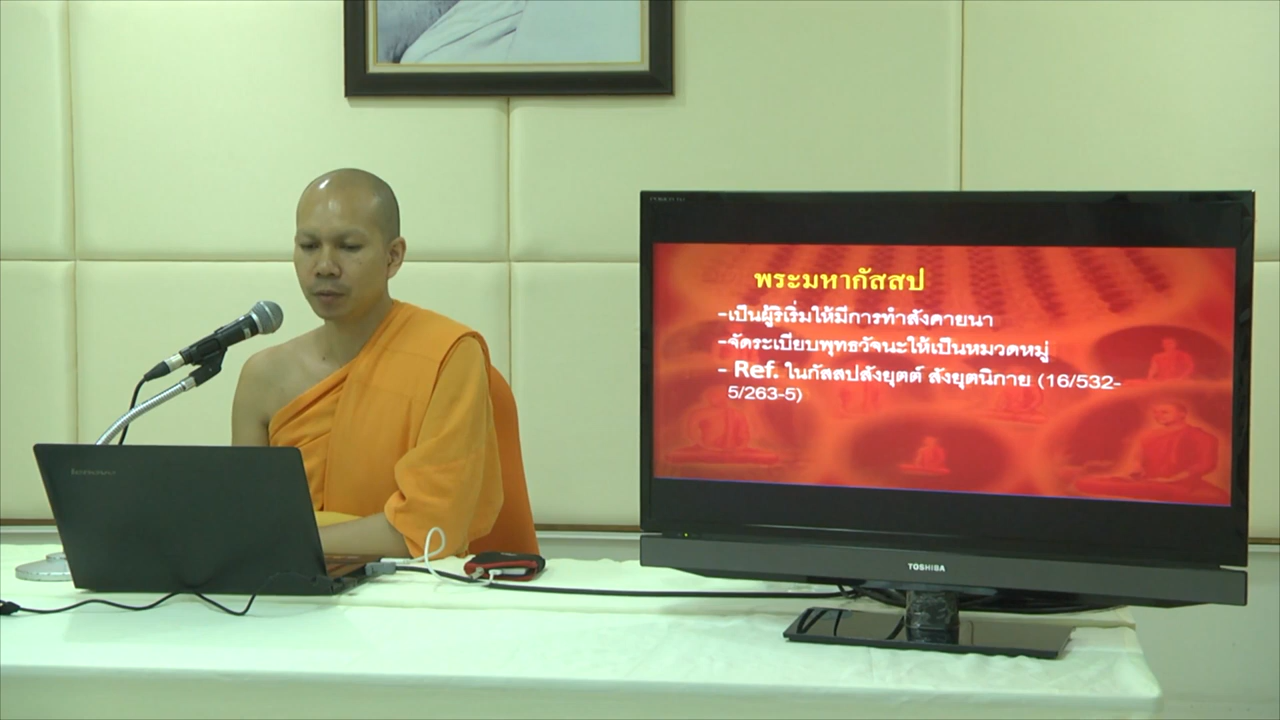 พระมหากัสสป
-เป็นผู้ริเริ่มให้มีการทำสังคายนา
-จัดระเบียบพุทธวัจนะให้เป็นหมวดหมู่
- Ref. ในกัสสปสังยุตต์ สังยุตนิกาย (16/532-
5/263-5)
TOSHIBA
lenovo